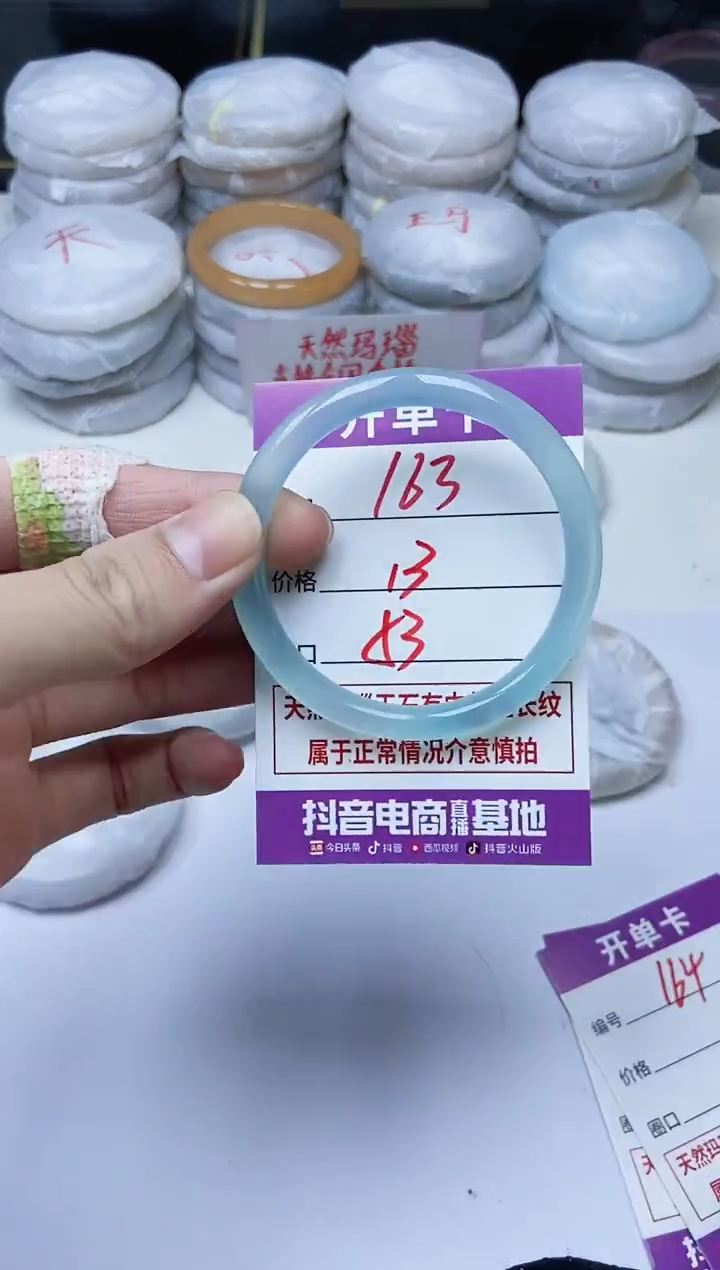 天
玛
天然玛瑙
开单卡
163
价格 13
口 53
属于正常情况介意慎拍
抖音电商直播基地
今日头条 抖音 西瓜视频 抖音火山版
开单卡
编号 164
价格
圈口
天然玛